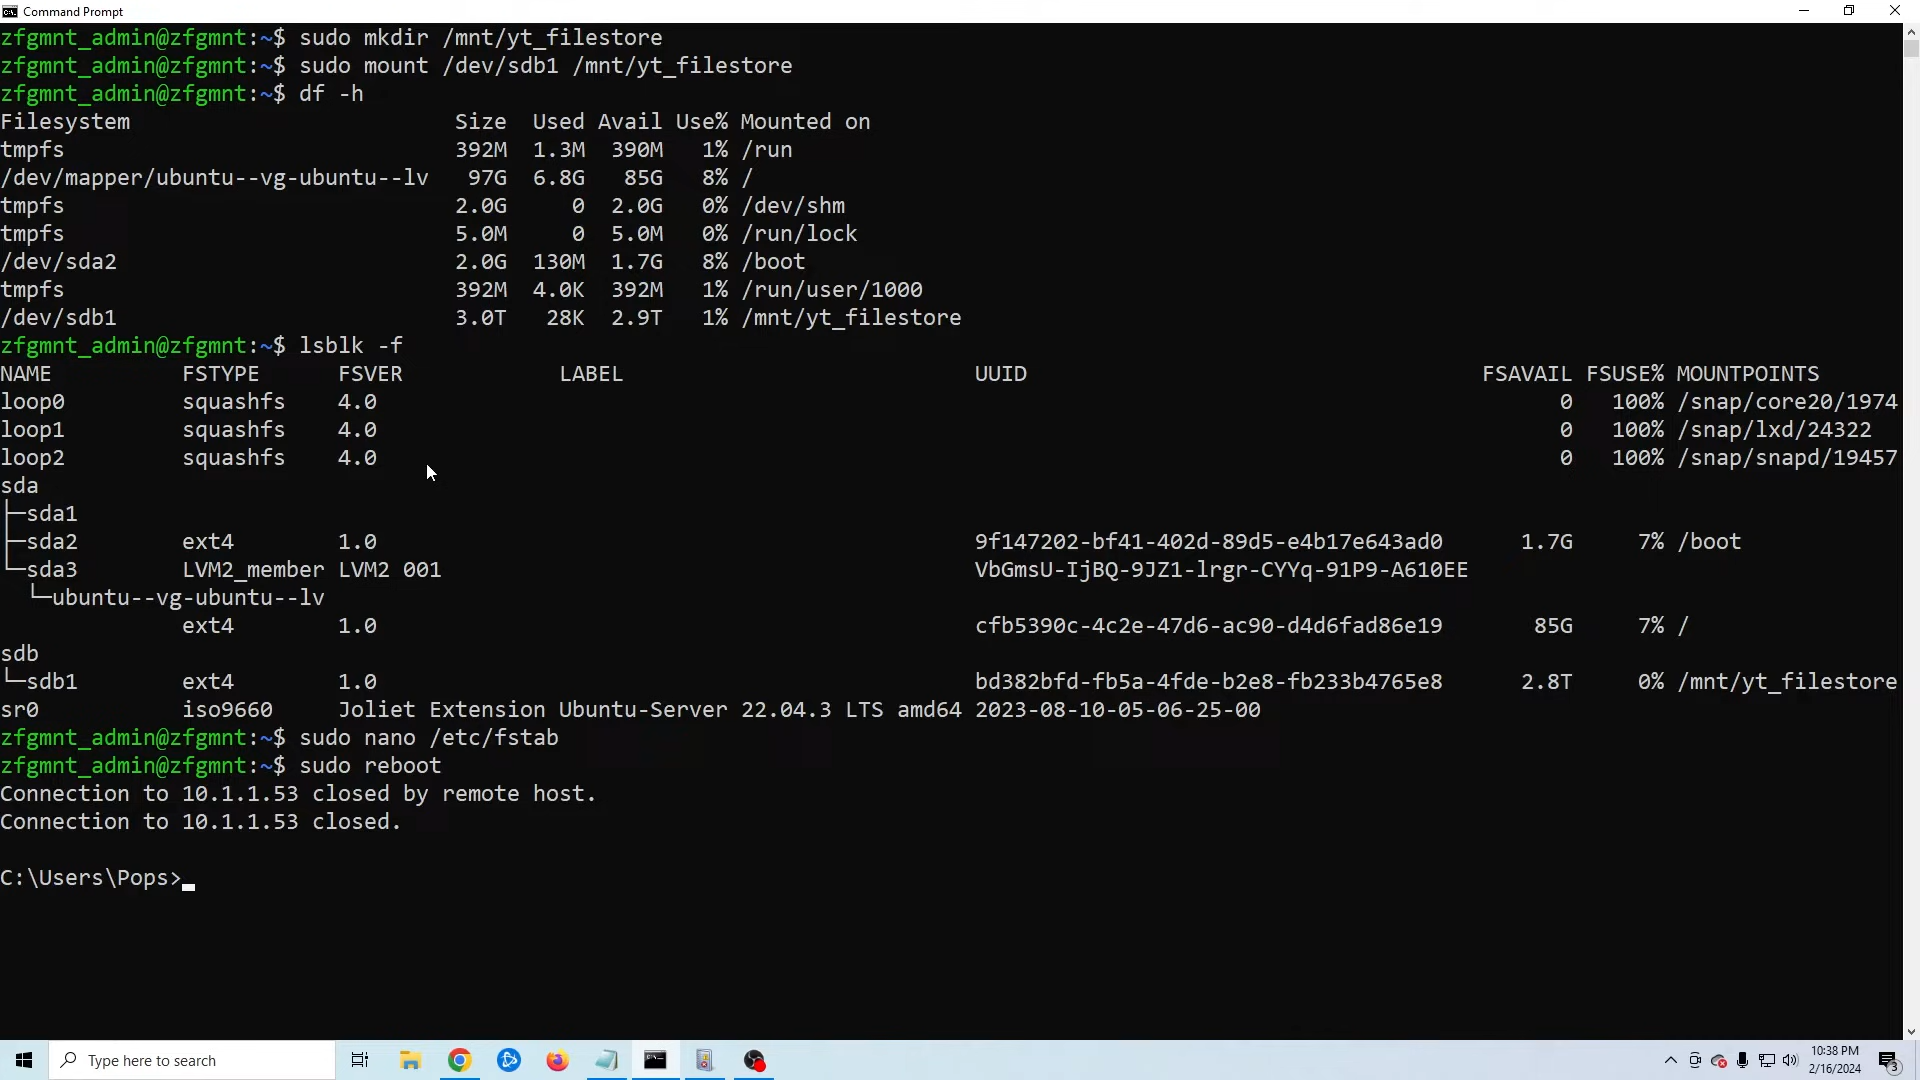 Command Prompt
zfgmnt_admin@zfgmnt:~$ sudo mkdir /mnt/yt_filestore
zfgmnt_admin@zfgmnt:~$ sudo mount /dev/sdb1 /mnt/yt_filestore
zfgmnt_admin@zfgmnt:~$ df -h
Filesystem Size Used Avail Use% Mounted on
tmpfs 392M 1.3M 390M 1% /run
/dev/mapper/ubuntu--vg-ubuntu--lv 97G 6.8G 85G 8% /
tmpfs 2.0G 0 2.0G 0% /dev/shm
tmpfs 5.0M 0 5.0M 0% /run/lock
/dev/sda2 2.0G 130M 1.7G 8% /boot
tmpfs 392M 4.0K 392M 1% /run/user/1000
/dev/sdb1 3.0T 28K 2.9T 1% /mnt/yt_filestore
zfgmnt_admin@zfgmnt:~$ lsblk -f
NAME FSTYPE FSVER LABEL UUID FSAVAIL FSUSE% MOUNTPOINTS
loop0 squashfs 4.0 0 100% /snap/core20/1974
loop1 squashfs 4.0 0 100% /snap/lxd/24322
loop2 squashfs 4.0 0 100% /snap/snapd/19457
sda
├─sda1
├─sda2 ext4 1.0 9f147202-bf41-402d-89d5-e4b17e643ad0 1.7G 7% /boot
└─sda3 LVM2_member LVM2 001 VbGmsU-IjBQ-9JZ1-lrgr-CYYq-91P9-A610EE
└─ubuntu--vg-ubuntu--lv
ext4 1.0 cfb5390c-4c2e-47d6-ac90-d4d6fad86e19 85G 7% /
sdb
└─sdb1 ext4 1.0 bd382bfd-fb5a-4fde-b2e8-fb233b4765e8 2.8T 0% /mnt/yt_filestore
sr0 iso9660 Joliet Extension Ubuntu-Server 22.04.3 LTS amd64 2023-08-10-05-06-25-00
zfgmnt_admin@zfgmnt:~$ sudo nano /etc/fstab
zfgmnt_admin@zfgmnt:~$ sudo reboot
Connection to 10.1.1.53 closed by remote host.
Connection to 10.1.1.53 closed.
C:\Users\Pops>
Type here to search
10:38 PM
2/16/2024
3